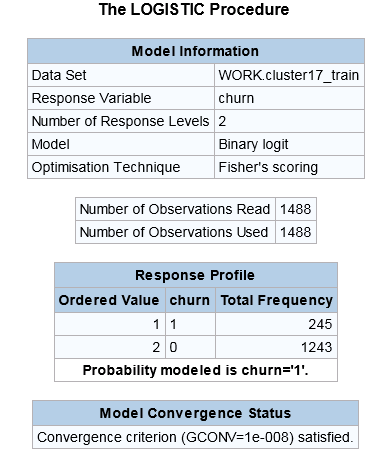 The LOGISTIC Procedure
Model Information
Data Set WORK.cluster17_train
Response Variable churn
Number of Response Levels 2
Model Binary logit
Optimisation Technique Fisher's scoring
Number of Observations Read 1488
Number of Observations Used 1488
Response Profile
Ordered Value churn Total Frequency
1 1 245
2 0 1243
Probability modeled is churn='1'.
Model Convergence Status
Convergence criterion (GCONV=1e-008) satisfied.